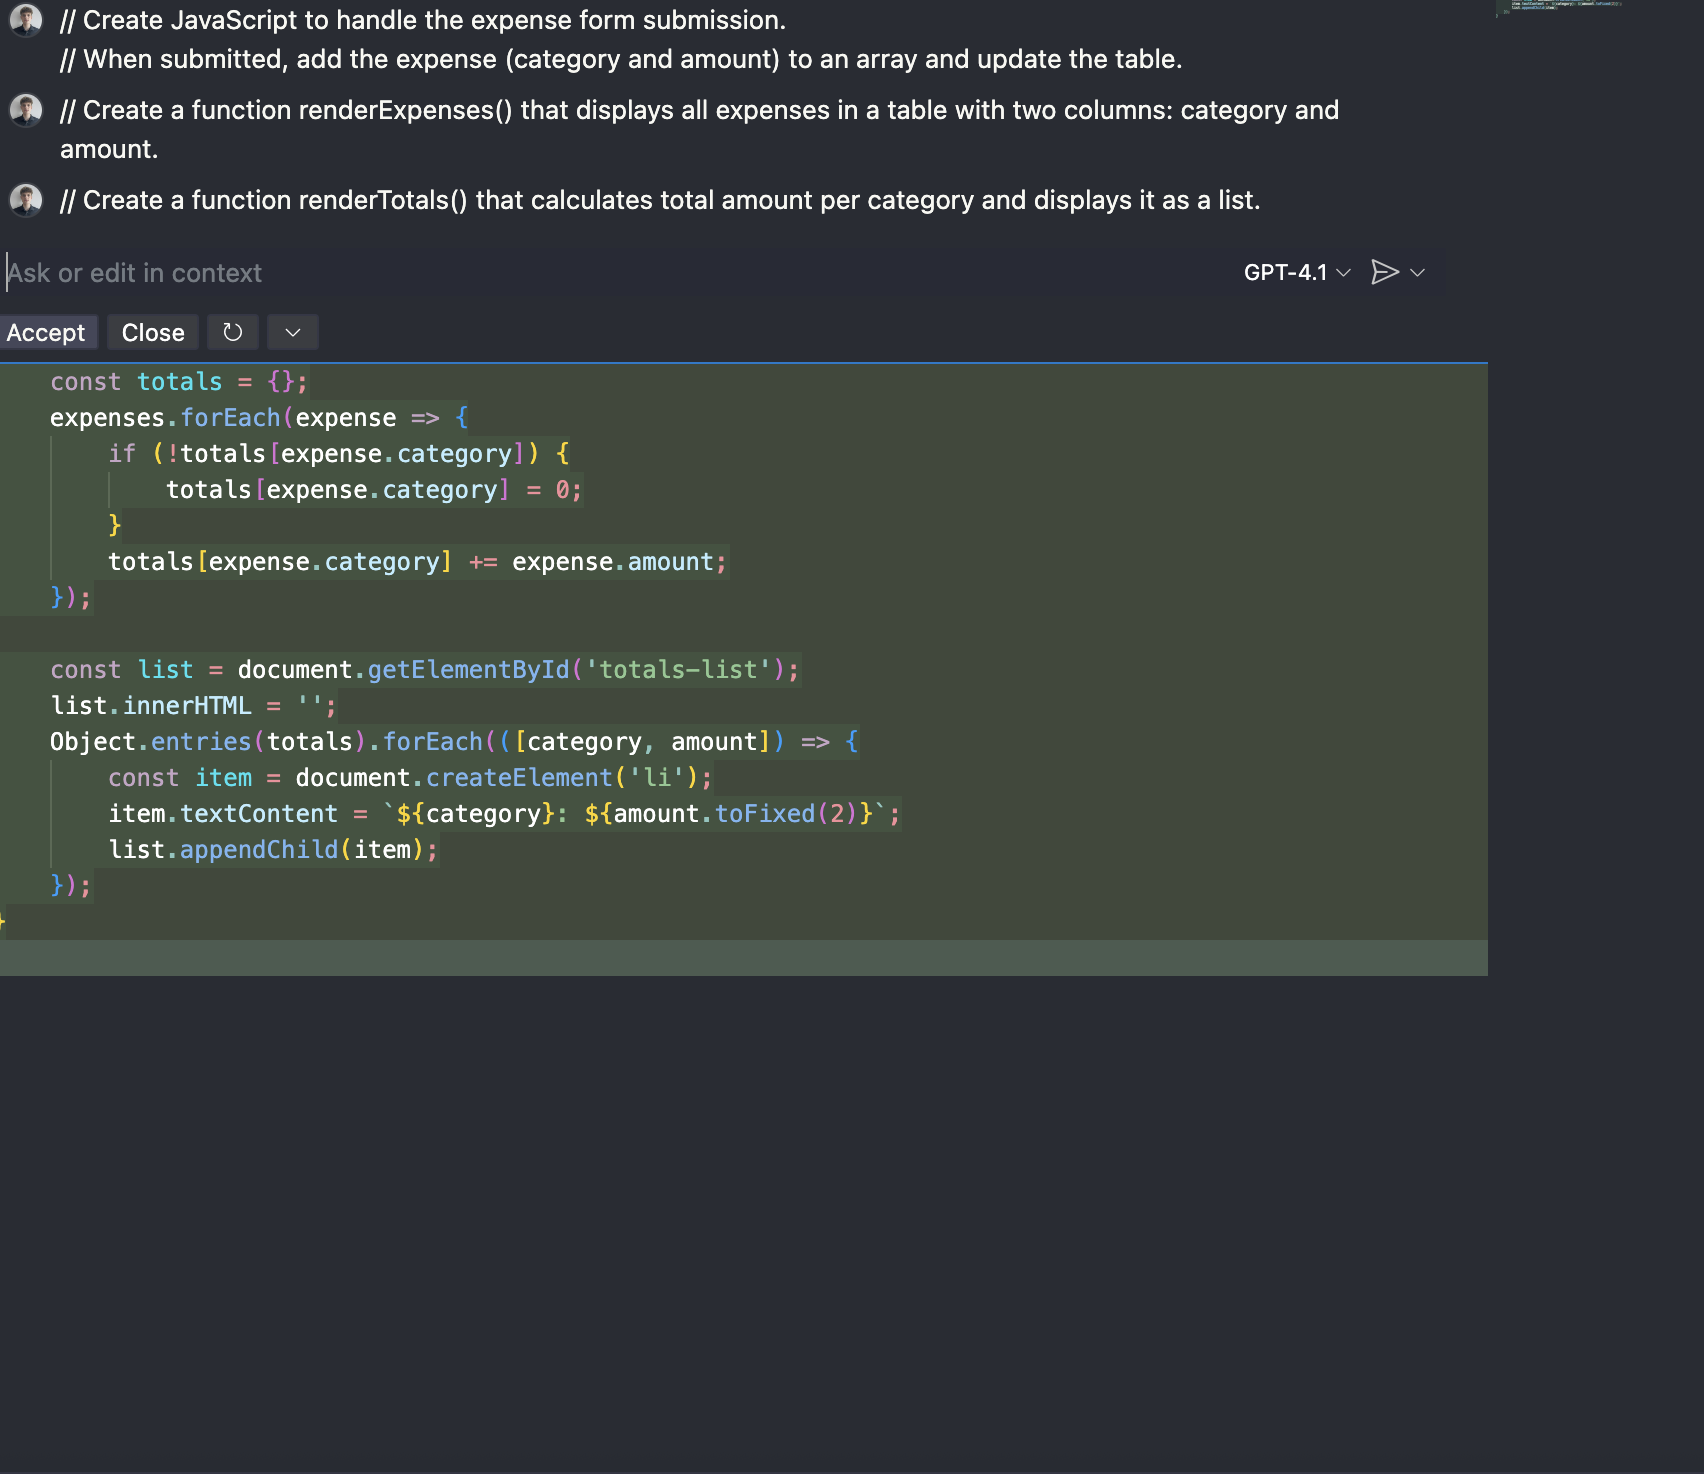 // Create JavaScript to handle the expense form submission.
// When submitted, add the expense (category and amount) to an array and update the table.
// Create a function renderExpenses() that displays all expenses in a table with two columns: category and
amount.
// Create a function renderTotals() that calculates total amount per category and displays it as a list.
Ask or edit in context
GPT-4.1
Accept Close
const totals = {};
expenses.forEach(expense => {
if (!totals[expense.category]) {
totals[expense.category] = 0;
}
totals[expense.category] += expense.amount;
});
const list = document.getElementById('totals-list');
list.innerHTML = '';
Object.entries(totals).forEach(([category, amount]) => {
const item = document.createElement('li');
item.textContent = `${category}: ${amount.toFixed(2)}`;
list.appendChild(item);
});
}